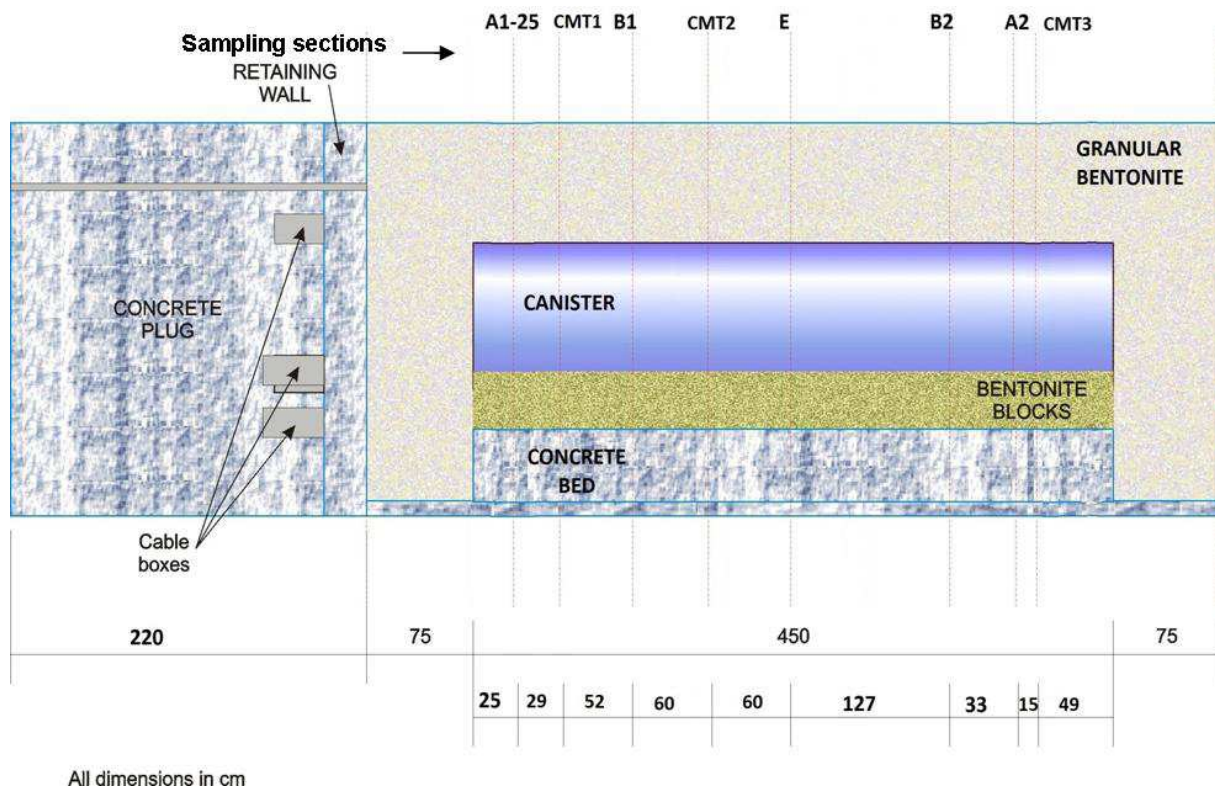 A1-25 CMT1 B1 CMT2 E B2 A2 CMT3
Sampling sections
RETAINING
WALL
GRANULAR
BENTONITE
CANISTER
CONCRETE
PLUG
BENTONITE
BLOCKS
CONCRETE
BED
Cable
boxes
220 75 450 75
25 29 52 60 60 127 33 15 49
All dimensions in cm